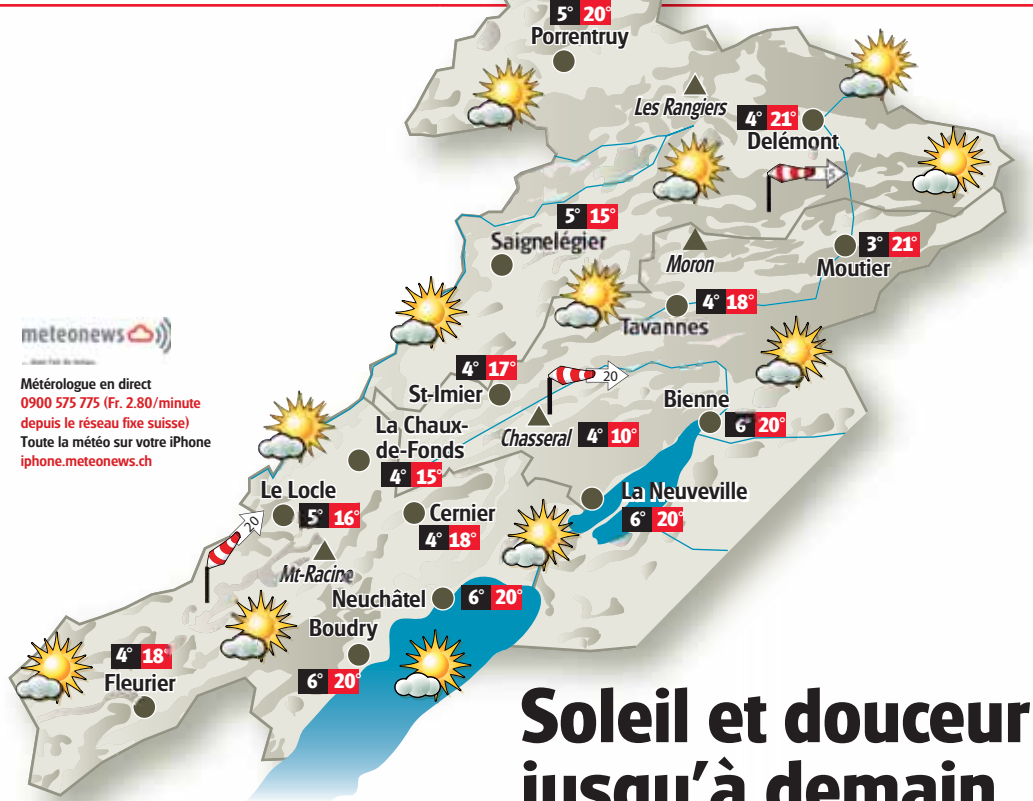 5° 20°
Porrentruy
Les Rangiers
4° 21°
Delémont
15
5° 15°
Saignelégier
Moron
3° 21°
Moutier
4° 18°
Tavannes
meteonews
Météorologue en direct
0900 575 775 (Fr. 2.80/minute
depuis le réseau fixe suisse)
Toute la météo sur votre iPhone
iphone.meteonews.ch
4° 17°
St-Imier
20
Chasseral 4° 10°
Bienne
6° 20°
La Chaux-
de-Fonds
4° 15°
Le Locle
5° 16°
20
Cernier
4° 18°
La Neuveville
6° 20°
Mt-Racine
Neuchâtel 6° 20°
Boudry
6° 20°
4° 18°
Fleurier
Soleil et douceur
jusqu'à demain